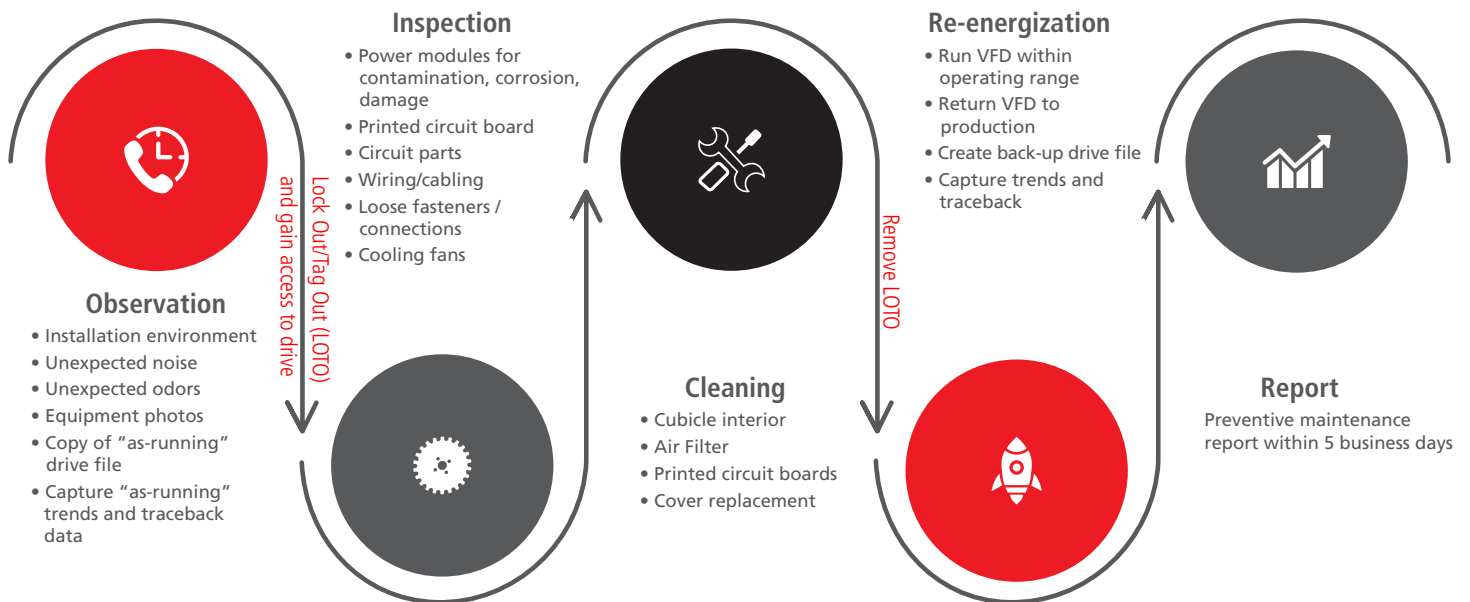 Observation
• Installation environment
• Unexpected noise
• Unexpected odors
• Equipment photos
• Copy of “as-running”
drive file
• Capture “as-running”
trends and traceback
data
Lock Out/Tag Out (LOTO)
and gain access to drive
Inspection
• Power modules for
contamination, corrosion,
damage
• Printed circuit board
• Circuit parts
• Wiring/cabling
• Loose fasteners /
connections
• Cooling fans
Cleaning
• Cubicle interior
• Air Filter
• Printed circuit boards
• Cover replacement
Remove LOTO
Re-energization
• Run VFD within
operating range
• Return VFD to
production
• Create back-up drive file
• Capture trends and
traceback
Report
Preventive maintenance
report within 5 business days